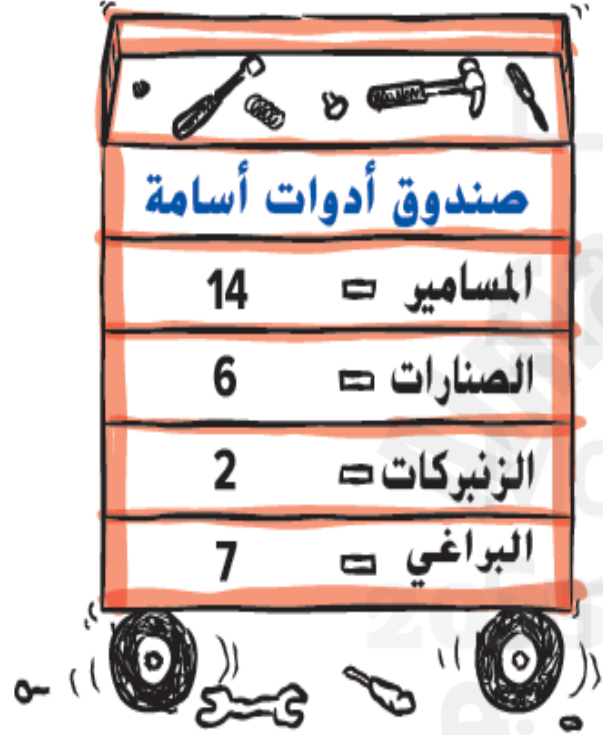 صندوق أدوات أسامة
المسامير 14
الصنارات 6
الزنبركات 2
البراغي 7